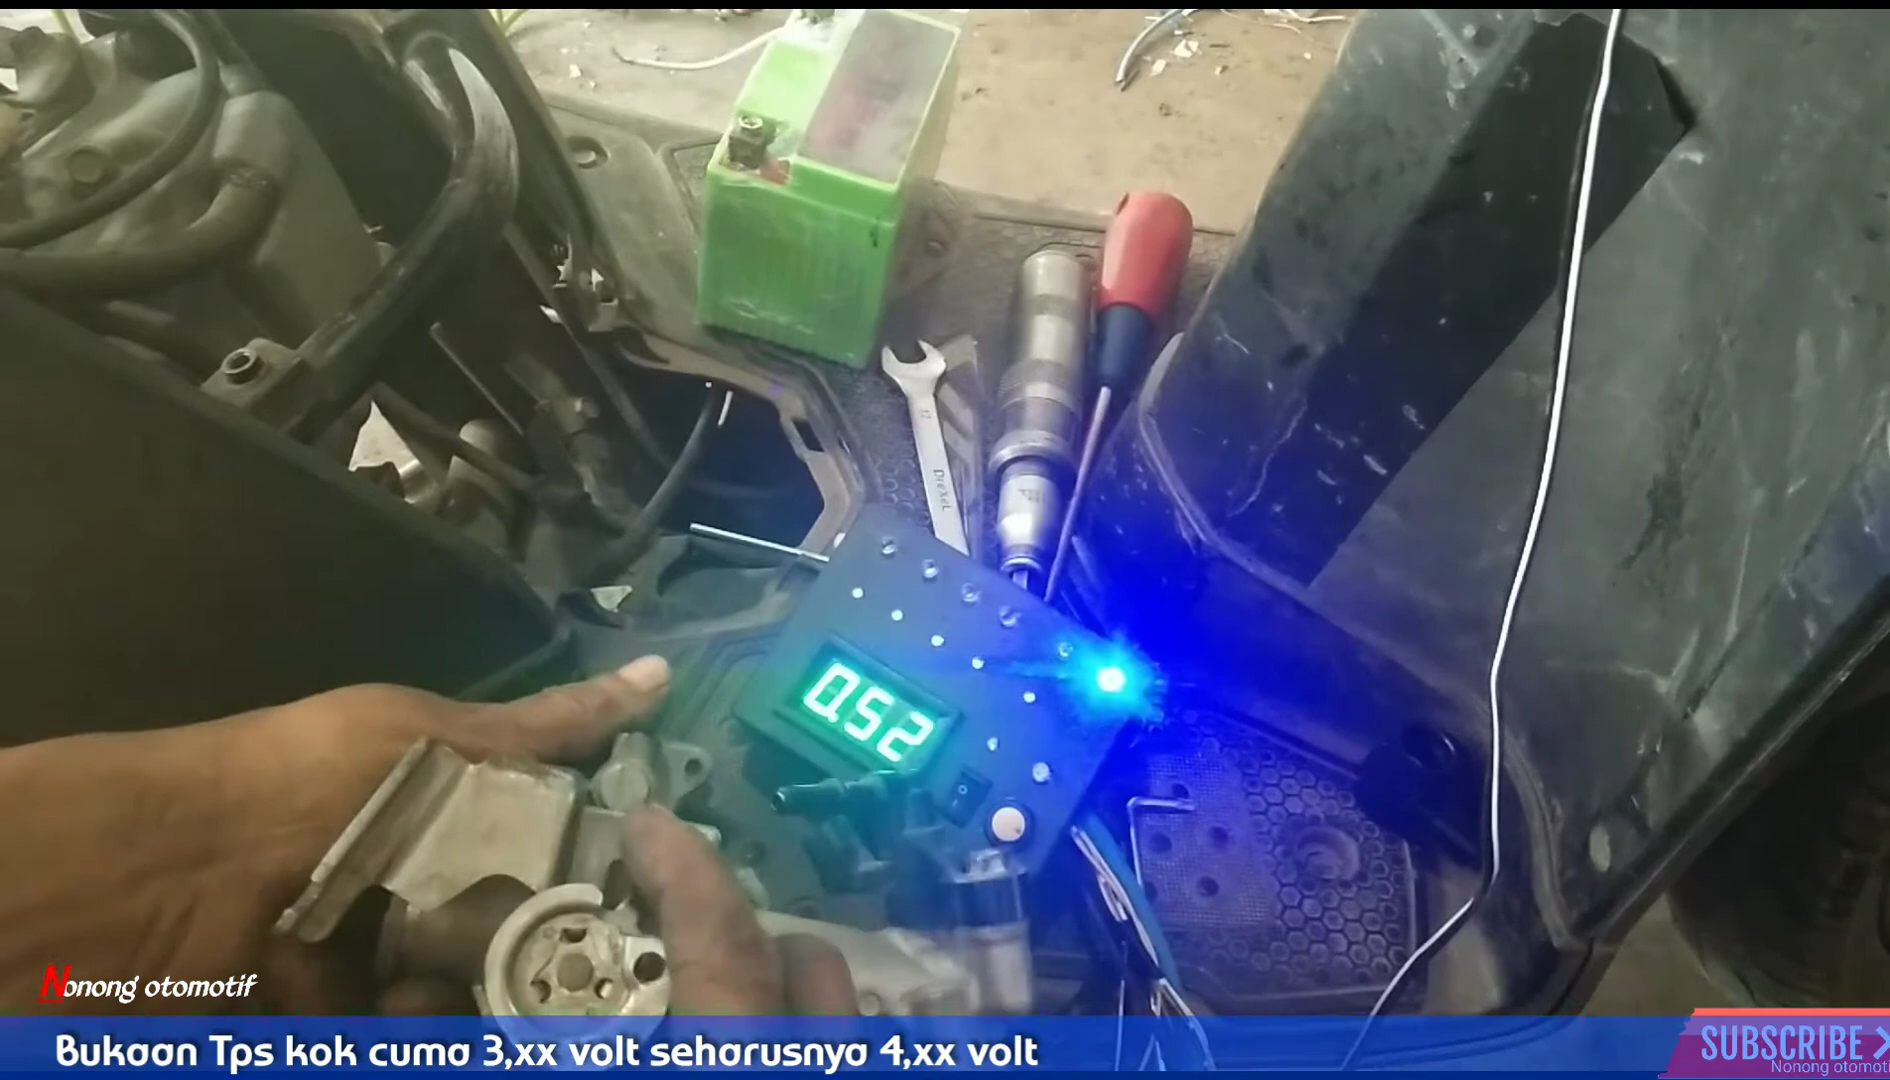 DrexeL
0.52
Nonong otomotif
Bukaan Tps kok cuma 3,xx volt seharusnya 4,xx volt
SUBSCRIBE
Nonong otomoti